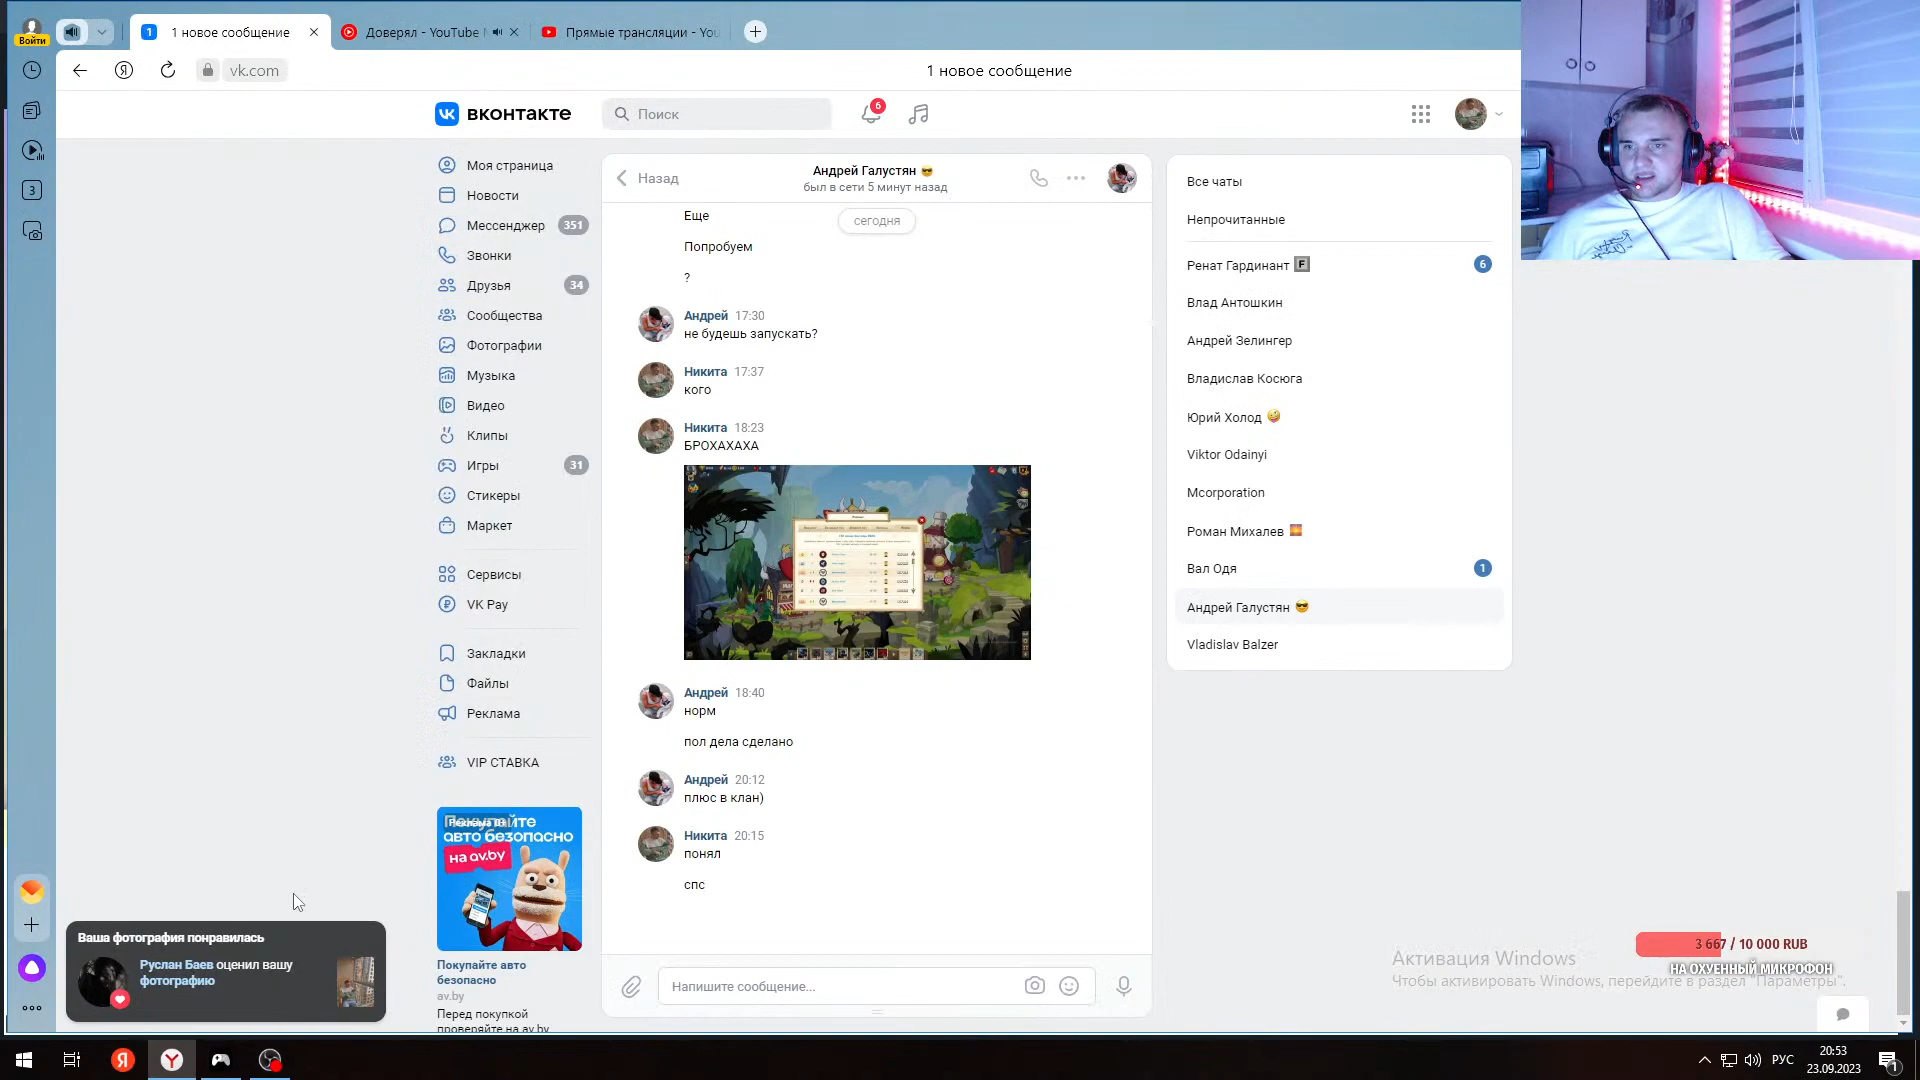 Войти
1 новое сообщение
Доверял - YouTube
Прямые трансляции - You
vk.com
1 новое сообщение
вконтакте
Поиск
6
Моя страница
Новости
Мессенджер 351
Звонки
Друзья 34
Сообщества
Фотографии
Музыка
Видео
Клипы
Игры 31
Стикеры
Маркет
Сервисы
VK Pay
Закладки
Файлы
Реклама
VIP СТАВКА
Покупайте авто
безопасно
av.by
Перед покупкой
проверяйте на av.by
авто безопасно
на av.by
Назад
Андрей Галустян 😎
был в сети 5 минут назад
сегодня
Еще
Попробуем
?
Андрей 17:30
не будешь запускать?
Никита 17:37
кого
Никита 18:23
БРОХАХАХА
Андрей 18:40
норм
пол дела сделано
Андрей 20:12
плюс в клан)
Никита 20:15
понял
спс
Напишите сообщение...
Все чаты
Непрочитанные
Ренат Гардинант F 6
Влад Антошкин
Андрей Зелингер
Владислав Косюга
Юрий Холод 🤪
Viktor Odainyi
Mcorporation
Роман Михалев
Вал Одя 1
Андрей Галустян 😎
Vladislav Balzer
Ваша фотография понравилась
Руслан Баев оценил вашу
фотографию
3 667 / 10 000 RUB
НА ОХУЕННЫЙ МИКРОФОН
Активация Windows
Чтобы активировать Windows, перейдите в раздел "Параметры".
3
РУС
20:53
23.09.2023
1